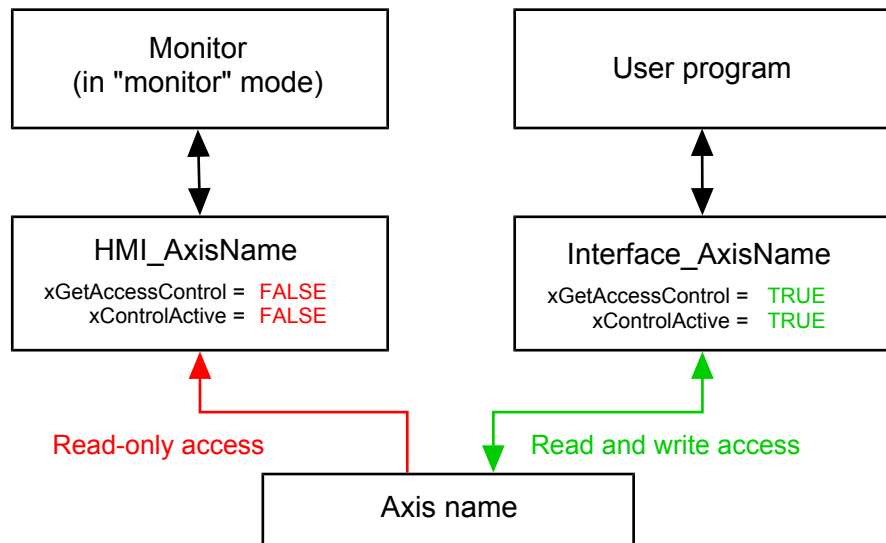 Monitor
(in "monitor" mode)
User program
HMI_AxisName
xGetAccessControl = FALSE
xControlActive = FALSE
Interface_AxisName
xGetAccessControl = TRUE
xControlActive = TRUE
Read-only access
Read and write access
Axis name